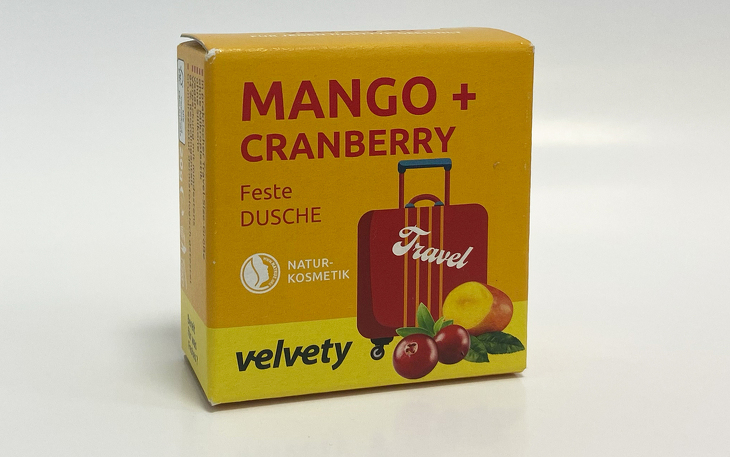 MANGO +
CRANBERRY
Feste
DUSCHE
NATUR-
KOSMETIK
Travel
velvety